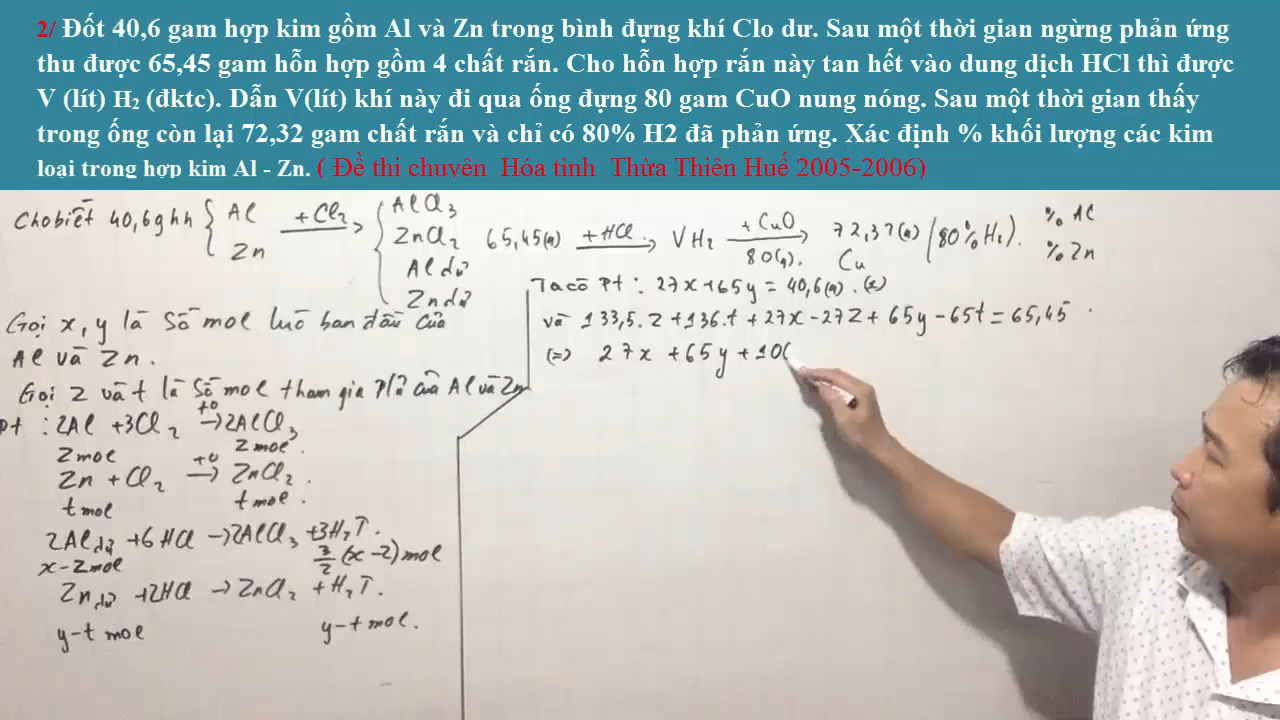 2/ Đốt 40,6 gam hợp kim gồm Al và Zn trong bình đựng khí Clo dư. Sau một thời gian ngừng phản ứng
thu được 65,45 gam hỗn hợp gồm 4 chất rắn. Cho hỗn hợp rắn này tan hết vào dung dịch HCl thì được
V (lít) H₂ (đktc). Dẫn V(lít) khí này đi qua ống đựng 80 gam CuO nung nóng. Sau một thời gian thấy
trong ống còn lại 72,32 gam chất rắn và chỉ có 80% H2 đã phản ứng. Xác định % khối lượng các kim
loại trong hợp kim Al - Zn. ( Đề thi chuyên Hóa tỉnh Thừa Thiên Huế 2005-2006)
Cho biết 40,6g hh { Al Zn +Cl₂ → { AlCl₃ ZnCl₂ Al dư Zn dư 65,45(g) +HCl → VH₂ +CuO 80(g). → 72,32(g) Cu (80% H₂). % Al % Zn
Gọi x, y là số mol lúc ban đầu của
Al và Zn.
Gọi z và t là số mol tham gia pư của Al và Zn
Pt : 2Al + 3Cl₂ →t⁰ 2AlCl₃
z mol z mol.
Zn + Cl₂ →t⁰ ZnCl₂.
t mol t mol.
2Al dư + 6HCl → 2AlCl₃ + 3H₂↑.
x-z mol 3/2 (x-z) mol
Zn dư + 2HCl → ZnCl₂ + H₂↑.
y-t mol y-t mol.
Ta có Pt : 27x+65y = 40,6(g).
và 133,5.z + 136.t + 27x - 27z + 65y - 65t = 65,45.
(=) 27x + 65y + 10